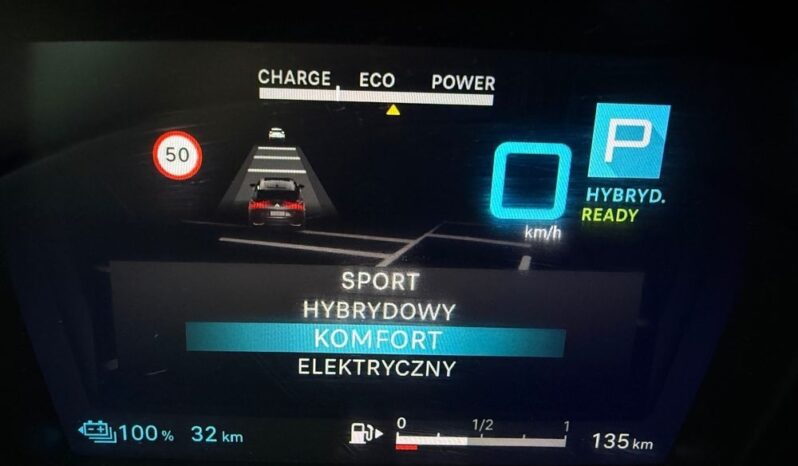 CHARGE ECO POWER
50
P
0
km/h
HYBRYD.
READY
SPORT
HYBRYDOWY
KOMFORT
ELEKTRYCZNY
100 % 32 km
0 1/2 1
135 km